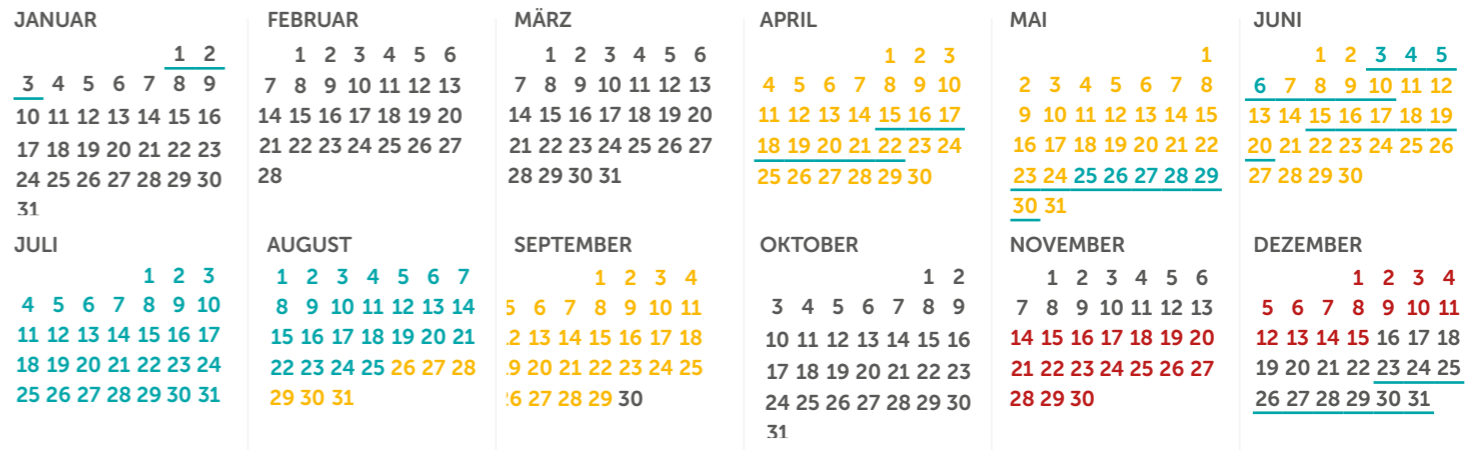 JANUAR FEBRUAR MÄRZ APRIL MAI JUNI
1 2 1 2 3 4 5 6 1 2 3 4 5 6 1 2 3 1 1 2 3 4 5
3 4 5 6 7 8 9 7 8 9 10 11 12 13 7 8 9 10 11 12 13 4 5 6 7 8 9 10 2 3 4 5 6 7 8 6 7 8 9 10 11 12
10 11 12 13 14 15 16 14 15 16 17 18 19 20 14 15 16 17 18 19 20 11 12 13 14 15 16 17 9 10 11 12 13 14 15 13 14 15 16 17 18 19
17 18 19 20 21 22 23 21 22 23 24 25 26 27 21 22 23 24 25 26 27 18 19 20 21 22 23 24 16 17 18 19 20 21 22 20 21 22 23 24 25 26
24 25 26 27 28 29 30 28 28 29 30 31 25 26 27 28 29 30 23 24 25 26 27 28 29 27 28 29 30
31 30 31
JULI AUGUST SEPTEMBER OKTOBER NOVEMBER DEZEMBER
1 2 3 1 2 3 4 5 6 7 1 2 3 4 1 2 1 2 3 4 5 6 1 2 3 4
4 5 6 7 8 9 10 8 9 10 11 12 13 14 5 6 7 8 9 10 11 3 4 5 6 7 8 9 7 8 9 10 11 12 13 5 6 7 8 9 10 11
11 12 13 14 15 16 17 15 16 17 18 19 20 21 12 13 14 15 16 17 18 10 11 12 13 14 15 16 14 15 16 17 18 19 20 12 13 14 15 16 17 18
18 19 20 21 22 23 24 22 23 24 25 26 27 28 19 20 21 22 23 24 25 17 18 19 20 21 22 23 21 22 23 24 25 26 27 19 20 21 22 23 24 25
25 26 27 28 29 30 31 29 30 31 26 27 28 29 30 24 25 26 27 28 29 30 28 29 30 26 27 28 29 30 31
31